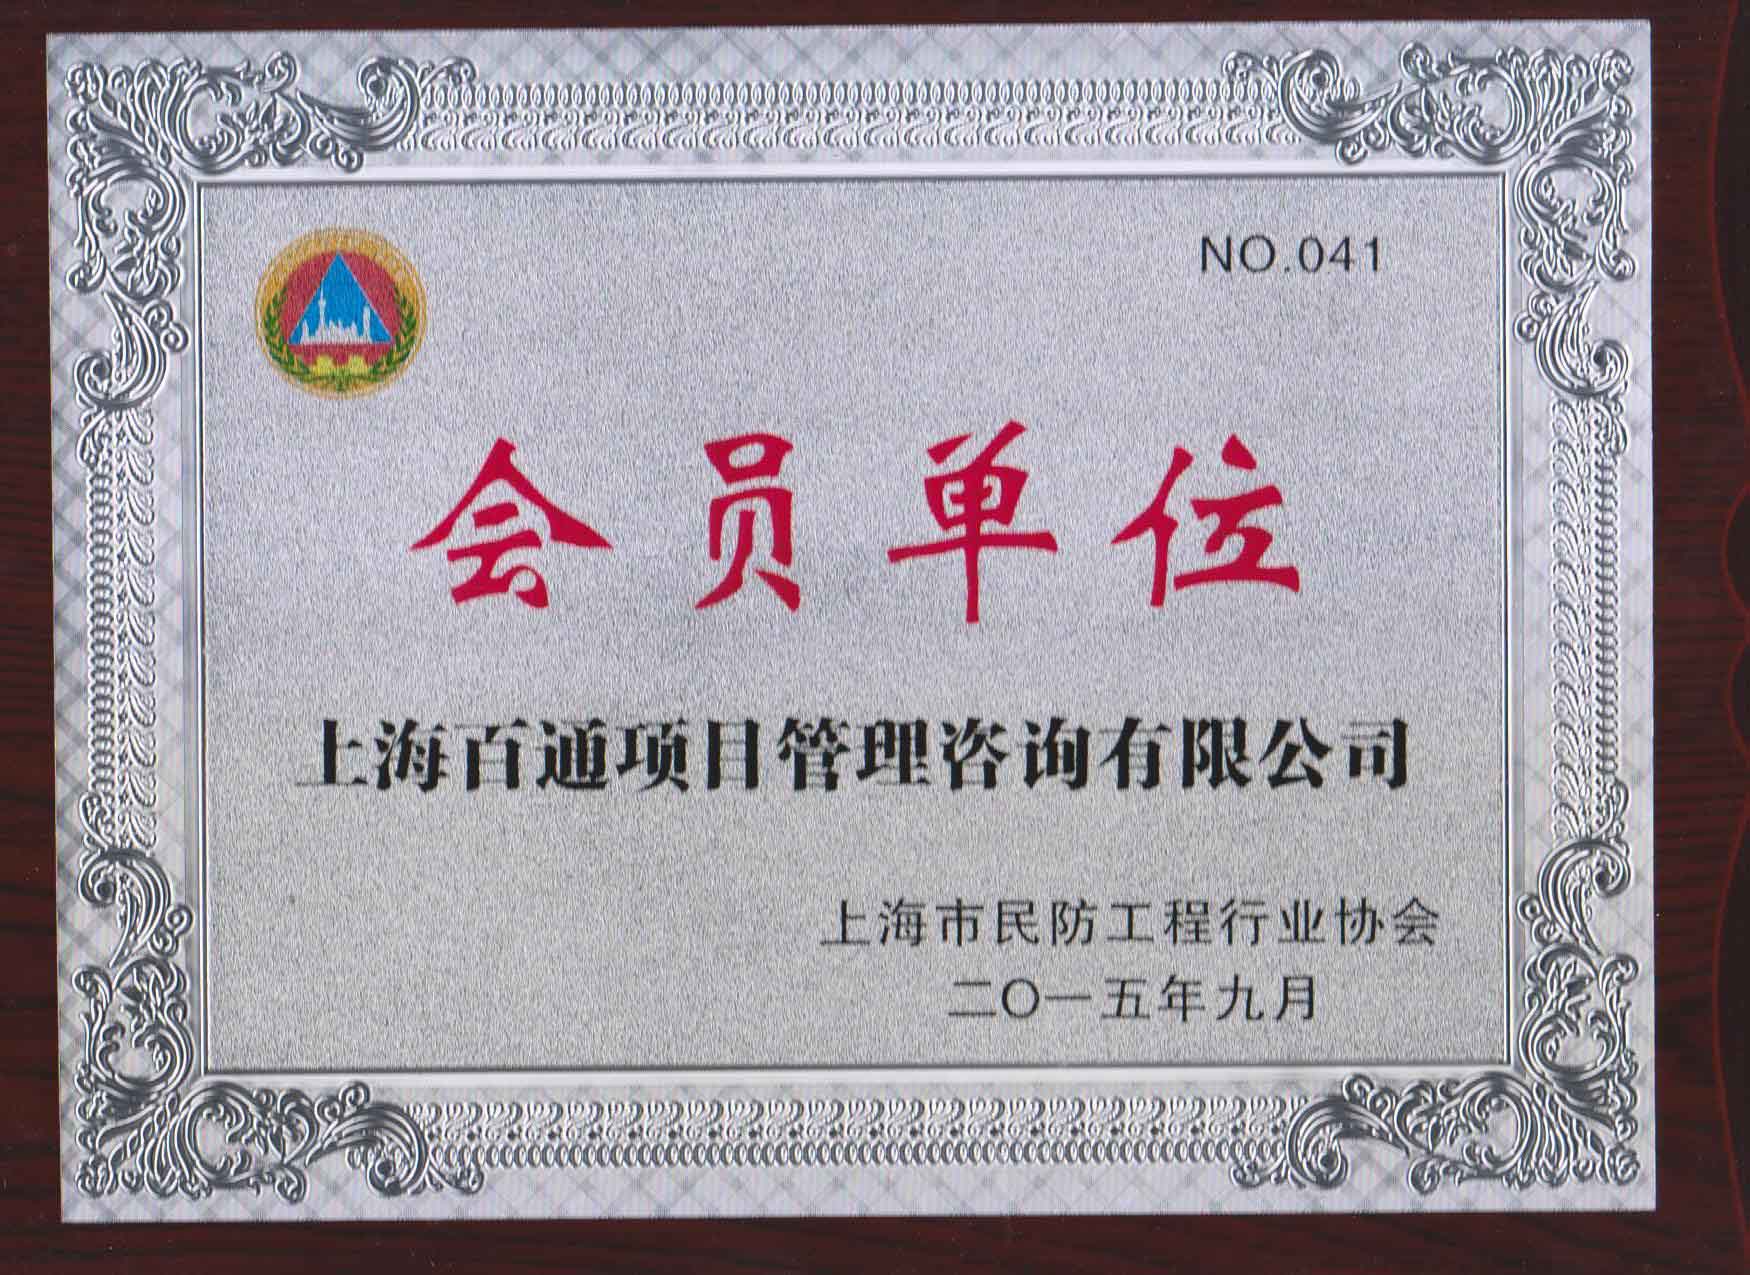 NO.041
会员单位
上海百通项目管理咨询有限公司
上海市民防工程行业协会
二〇一五年九月